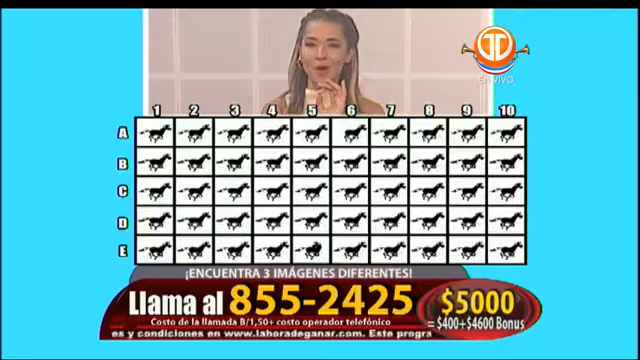 EN VIVO
1 2 3 4 5 6 7 8 9 10
A
B
C
D
E
¡ENCUENTRA 3 IMÁGENES DIFERENTES!
Llama al 855-2425
$5000
Costo de la llamada B/1,50+ costo operador telefónico
= $400+$4600 Bonus
es y condiciones en www.lahoradeganar.com. Este progra